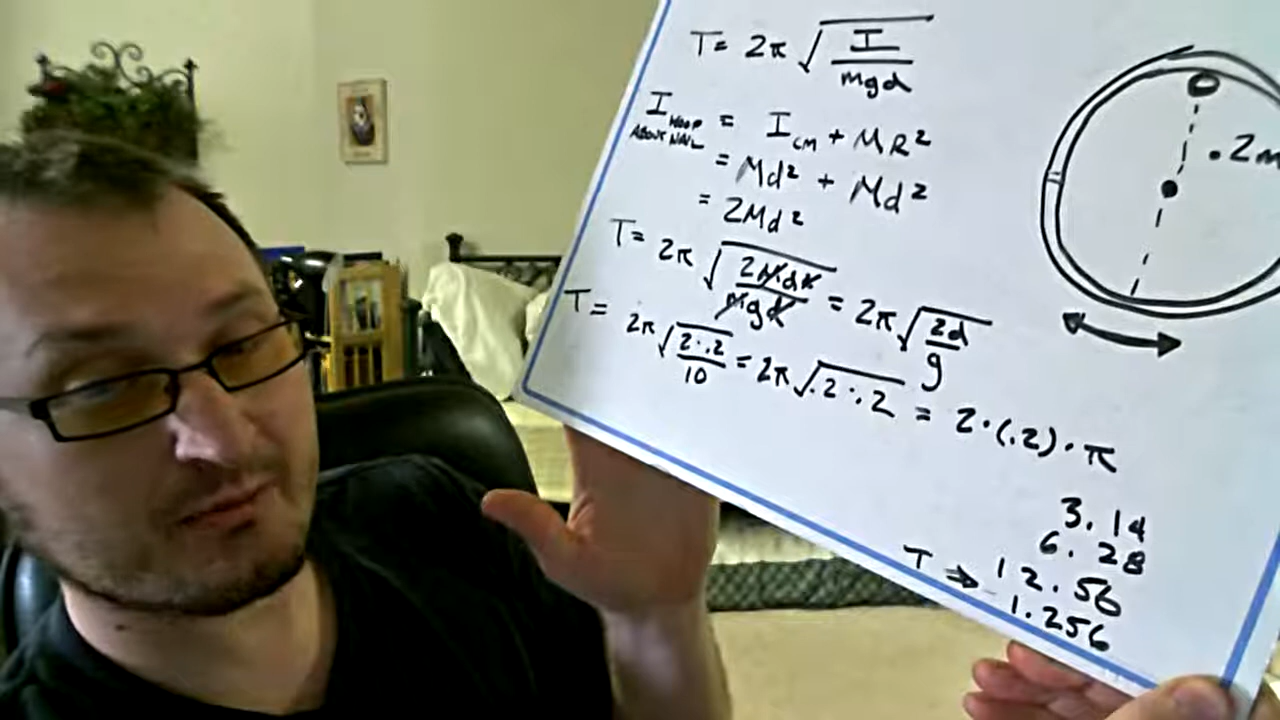 T = 2π √(I/mgd)
I HOOP ABOUT NAIL = I_CM + MR²
= Md² + Md²
= 2Md²
T = 2π √(2Md²/mgd) = 2π √(2d/g)
T = 2π √(2·.2/10) = 2π √(.2·.2) = 2·(.2)·π
3.14
6.28
12.56
T ⇒ 1.256
.2m